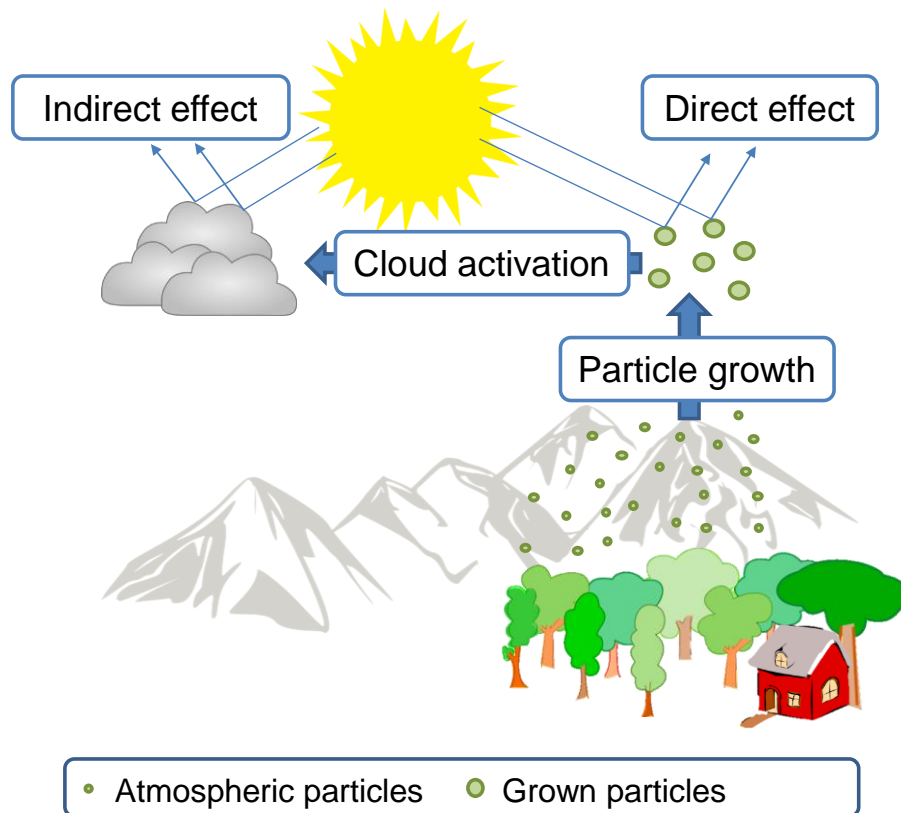 Indirect effect
Direct effect
Cloud activation
Particle growth
Atmospheric particles
Grown particles